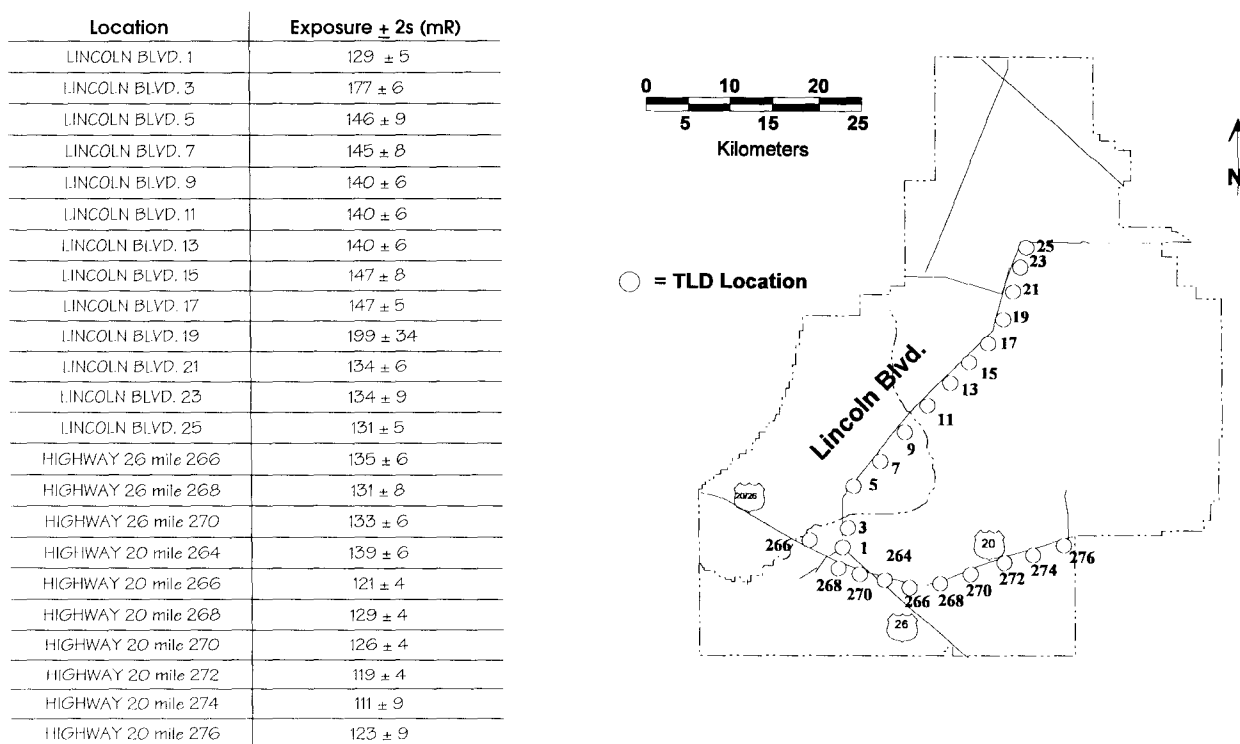 Location Exposure ± 2s (mR)
LINCOLN BLVD. 1 129 ± 5
LINCOLN BLVD. 3 177 ± 6
LINCOLN BLVD. 5 146 ± 9
LINCOLN BLVD. 7 145 ± 8
LINCOLN BLVD. 9 140 ± 6
LINCOLN BLVD. 11 140 ± 6
LINCOLN BLVD. 13 140 ± 6
LINCOLN BLVD. 15 147 ± 8
LINCOLN BLVD. 17 147 ± 5
LINCOLN BLVD. 19 199 ± 34
LINCOLN BLVD. 21 134 ± 6
LINCOLN BLVD. 23 134 ± 9
LINCOLN BLVD. 25 131 ± 5
HIGHWAY 26 mile 266 135 ± 6
HIGHWAY 26 mile 268 131 ± 8
HIGHWAY 26 mile 270 133 ± 6
HIGHWAY 20 mile 264 139 ± 6
HIGHWAY 20 mile 266 121 ± 4
HIGHWAY 20 mile 268 129 ± 4
HIGHWAY 20 mile 270 126 ± 4
HIGHWAY 20 mile 272 119 ± 4
HIGHWAY 20 mile 274 111 ± 9
HIGHWAY 20 mile 276 123 ± 9
0 10 20
5 15 25
Kilometers
N
= TLD Location
25
23
21
19
17
15
13
11
9
7
5
3
1
Lincoln Blvd.
20/26
266
268
270
264
266
268
20
270
272
274
276
26